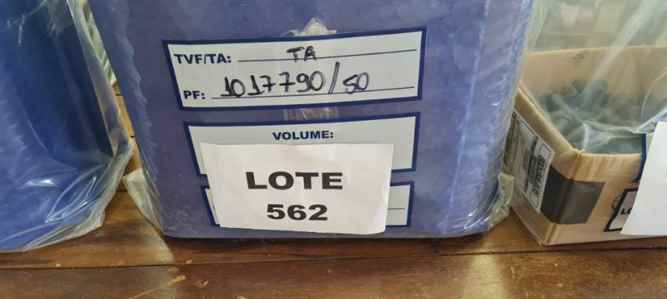 TVF/TA: TA
PF: 1017790/50
VOLUME:
LOTE
562